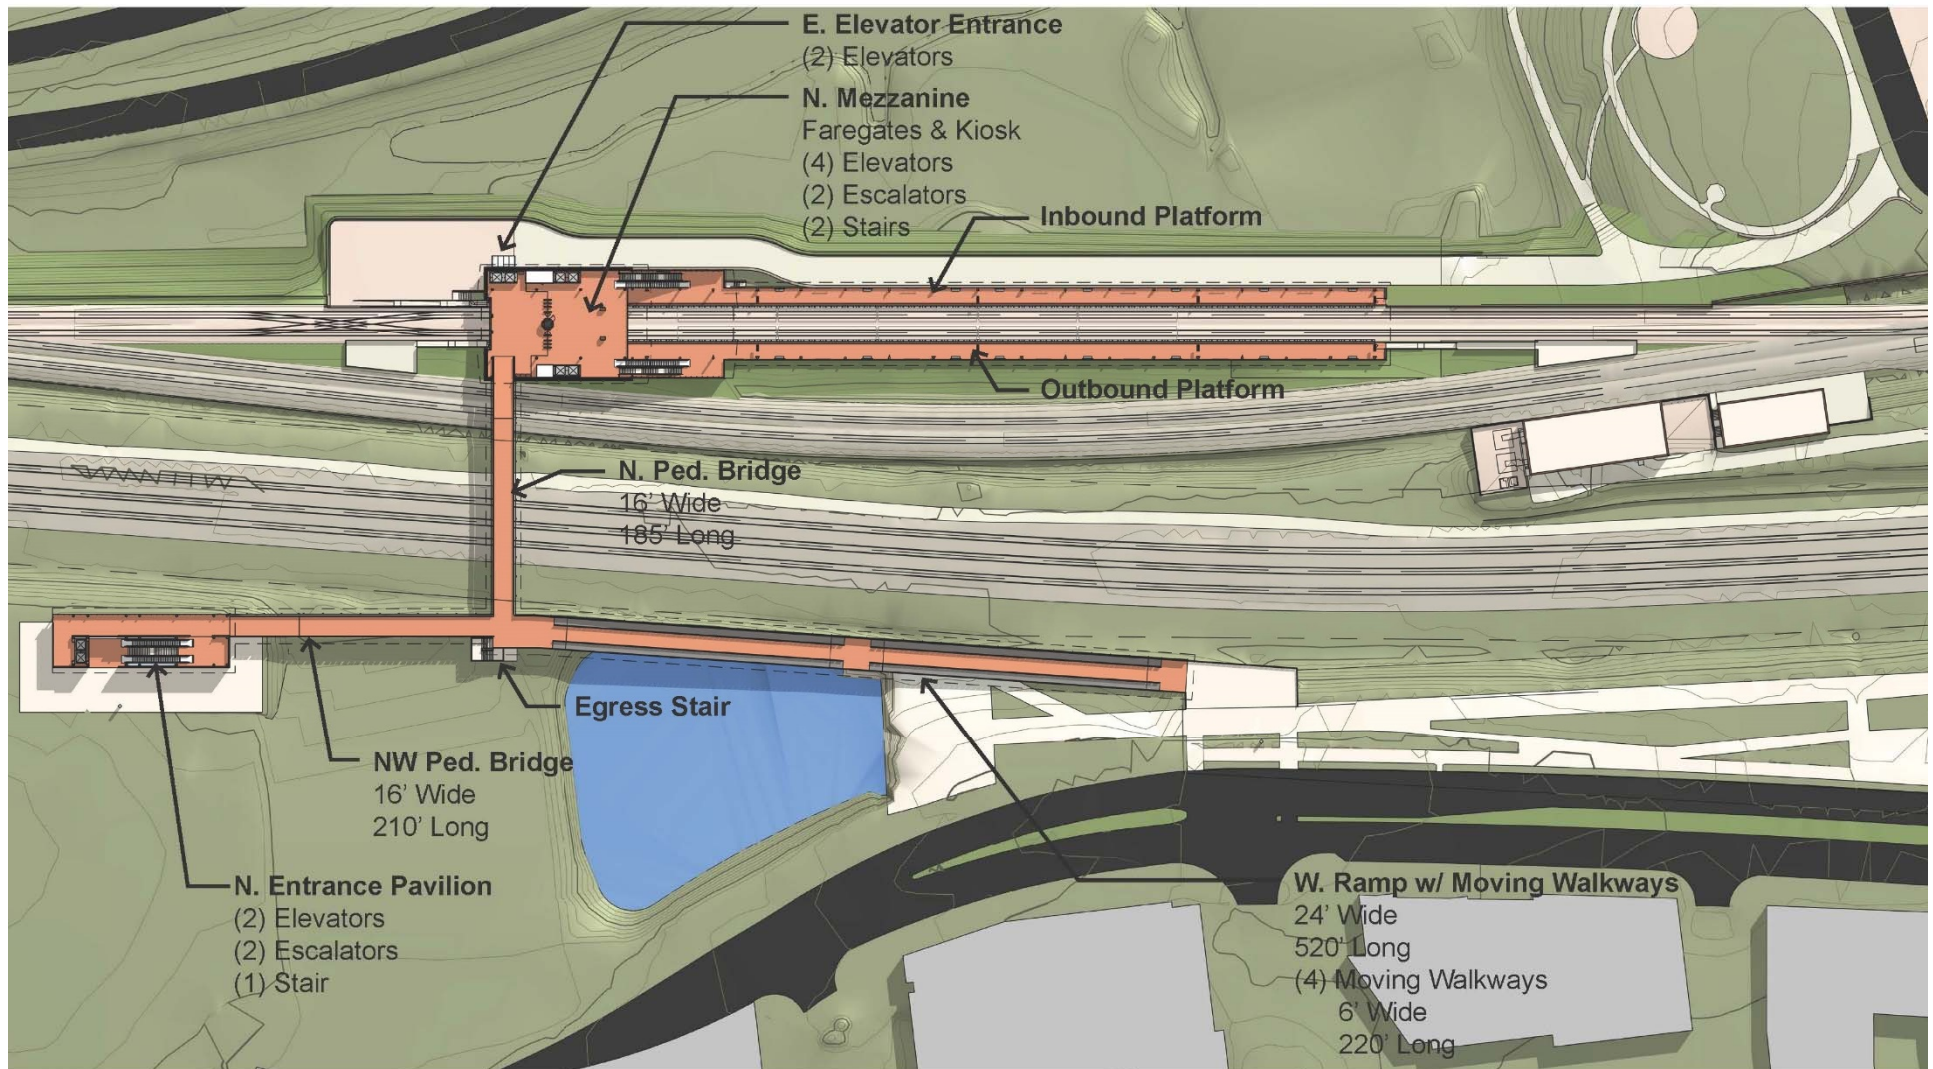 E. Elevator Entrance
(2) Elevators
N. Mezzanine
Faregates & Kiosk
(4) Elevators
(2) Escalators
(2) Stairs
Inbound Platform
Outbound Platform
N. Ped. Bridge
16' Wide
185' Long
Egress Stair
NW Ped. Bridge
16' Wide
210' Long
N. Entrance Pavilion
(2) Elevators
(2) Escalators
(1) Stair
W. Ramp w/ Moving Walkways
24' Wide
520' Long
(4) Moving Walkways
6' Wide
220' Long